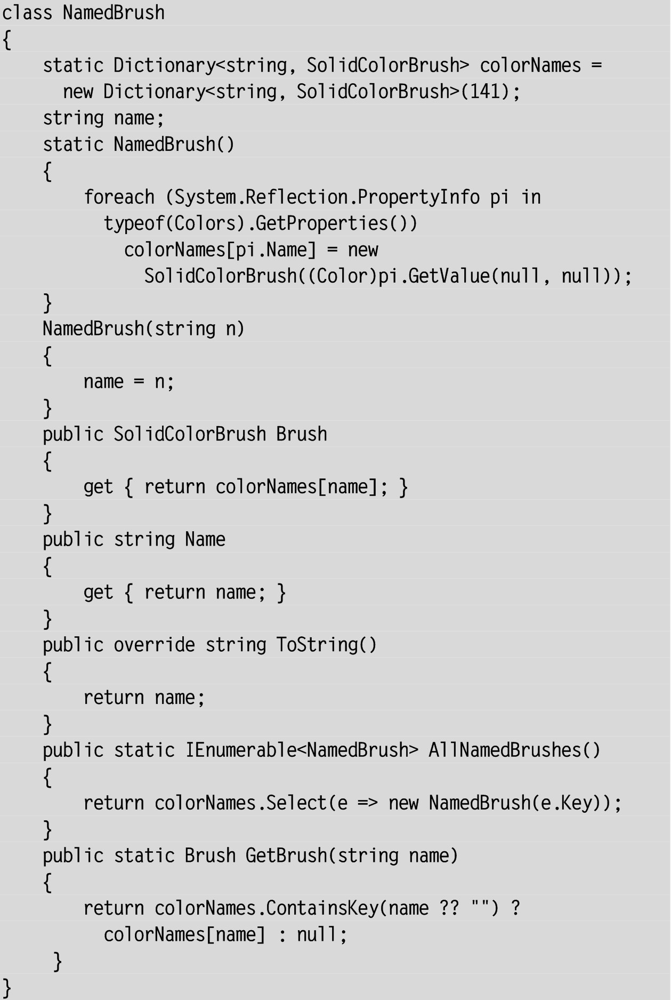 class NamedBrush
{
    static Dictionary<string, SolidColorBrush> colorNames =
      new Dictionary<string, SolidColorBrush>(141);
    string name;
    static NamedBrush()
    {
        foreach (System.Reflection.PropertyInfo pi in
          typeof(Colors).GetProperties())
            colorNames[pi.Name] = new
              SolidColorBrush((Color)pi.GetValue(null, null));
    }
    NamedBrush(string n)
    {
        name = n;
    }
    public SolidColorBrush Brush
    {
        get { return colorNames[name]; }
    }
    public string Name
    {
        get { return name; }
    }
    public override string ToString()
    {
        return name;
    }
    public static IEnumerable<NamedBrush> AllNamedBrushes()
    {
        return colorNames.Select(e => new NamedBrush(e.Key));
    }
    public static Brush GetBrush(string name)
    {
        return colorNames.ContainsKey(name ?? "") ?
          colorNames[name] : null;
     }
}